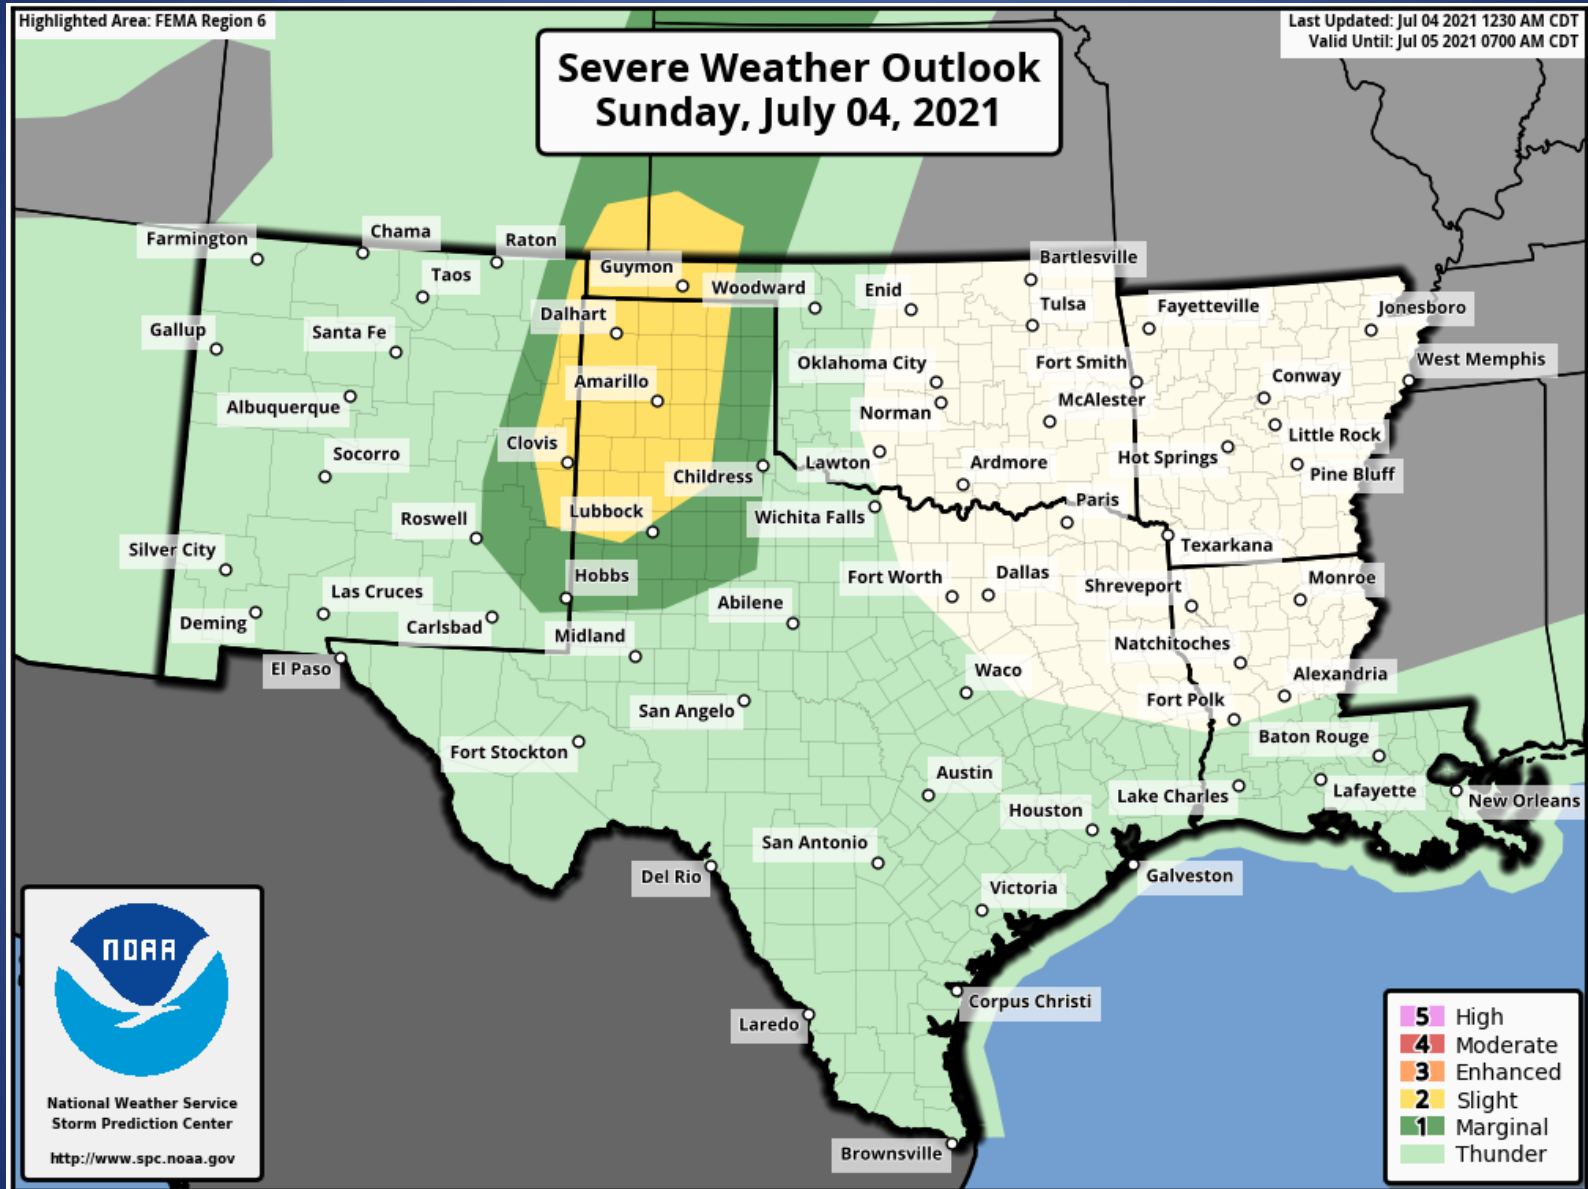 Highlighted Area: FEMA Region 6
Last Updated: Jul 04 2021 1230 AM CDT
Valid Until: Jul 05 2021 0700 AM CDT
Severe Weather Outlook
Sunday, July 04, 2021
Farmington
Chama
Raton
Taos
Guymon
Woodward
Enid
Bartlesville
Tulsa
Fayetteville
Jonesboro
Gallup
Santa Fe
Dalhart
Oklahoma City
Fort Smith
West Memphis
Albuquerque
Amarillo
Norman
McAlester
Conway
Socorro
Clovis
Childress
Lawton
Ardmore
Hot Springs
Little Rock
Pine Bluff
Roswell
Lubbock
Wichita Falls
Paris
Texarkana
Silver City
Las Cruces
Hobbs
Fort Worth
Dallas
Shreveport
Monroe
Deming
Carlsbad
Midland
Abilene
Natchitoches
El Paso
San Angelo
Waco
Fort Polk
Alexandria
Fort Stockton
Austin
Houston
Lake Charles
Baton Rouge
Lafayette
New Orleans
San Antonio
Del Rio
Victoria
Galveston
Corpus Christi
Laredo
Brownsville
NOAA
National Weather Service
Storm Prediction Center
http://www.spc.noaa.gov
5 High
4 Moderate
3 Enhanced
2 Slight
1 Marginal
Thunder